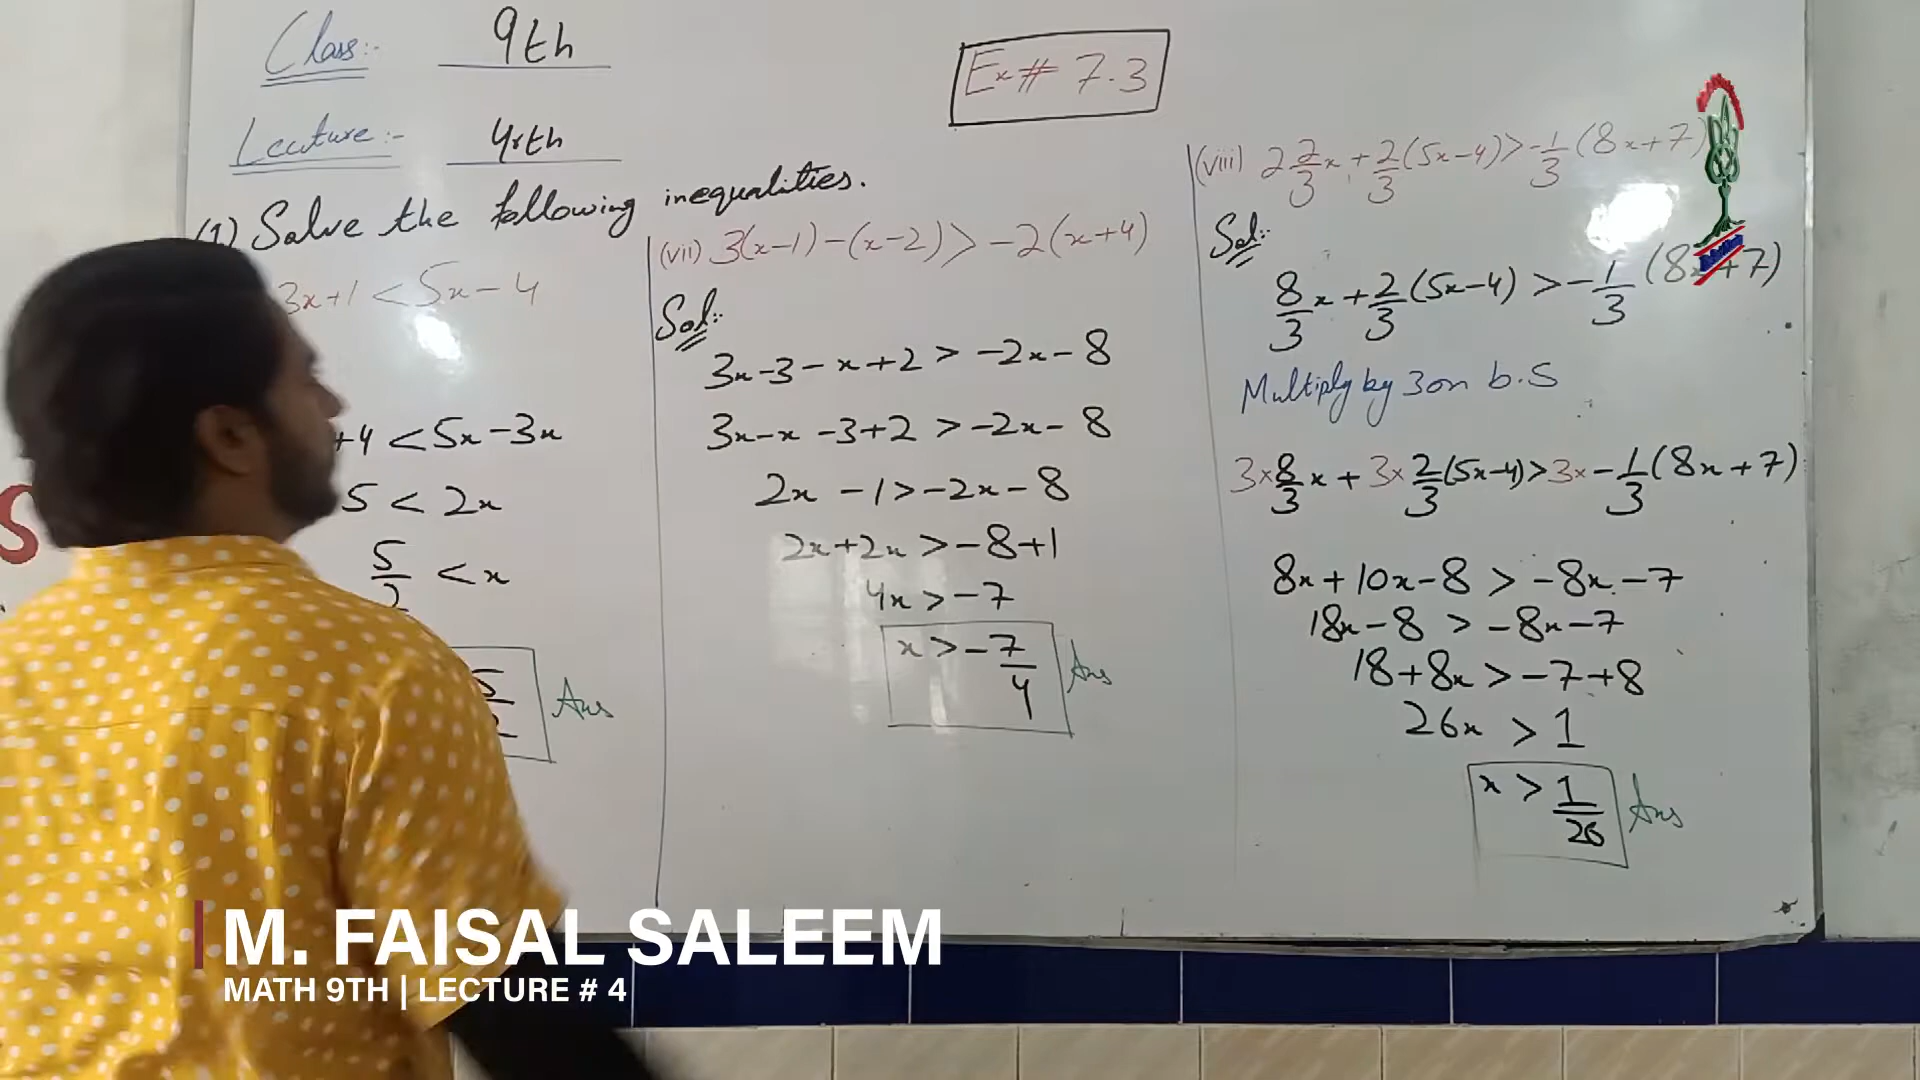 Class:- 9th
Lecture:- 4rth
Ex# 7.3
(1) Solve the following inequalities.
3x+1 < 5x-4
+4 < 5x-3x
5 < 2x
5/2 < x
Ans
(vii) 3(x-1)-(x-2) > -2(x+4)
Sol:-
3x-3-x+2 > -2x-8
3x-x-3+2 > -2x-8
2x-1 > -2x-8
2x+2x > -8+1
4x > -7
x > -7/4 Ans
(viii) 2 2/3x + 2/3(5x-4) > -1/3(8x+7)
Sol:-
8/3x + 2/3(5x-4) > -1/3(8x+7)
Multiply by 3 on b.S
3×8/3x + 3×2/3(5x-4) > 3×-1/3(8x+7)
8x+10x-8 > -8x-7
18x-8 > -8x-7
18+8x > -7+8
26x > 1
x > 1/26 Ans
M. FAISAL SALEEM
MATH 9TH | LECTURE # 4